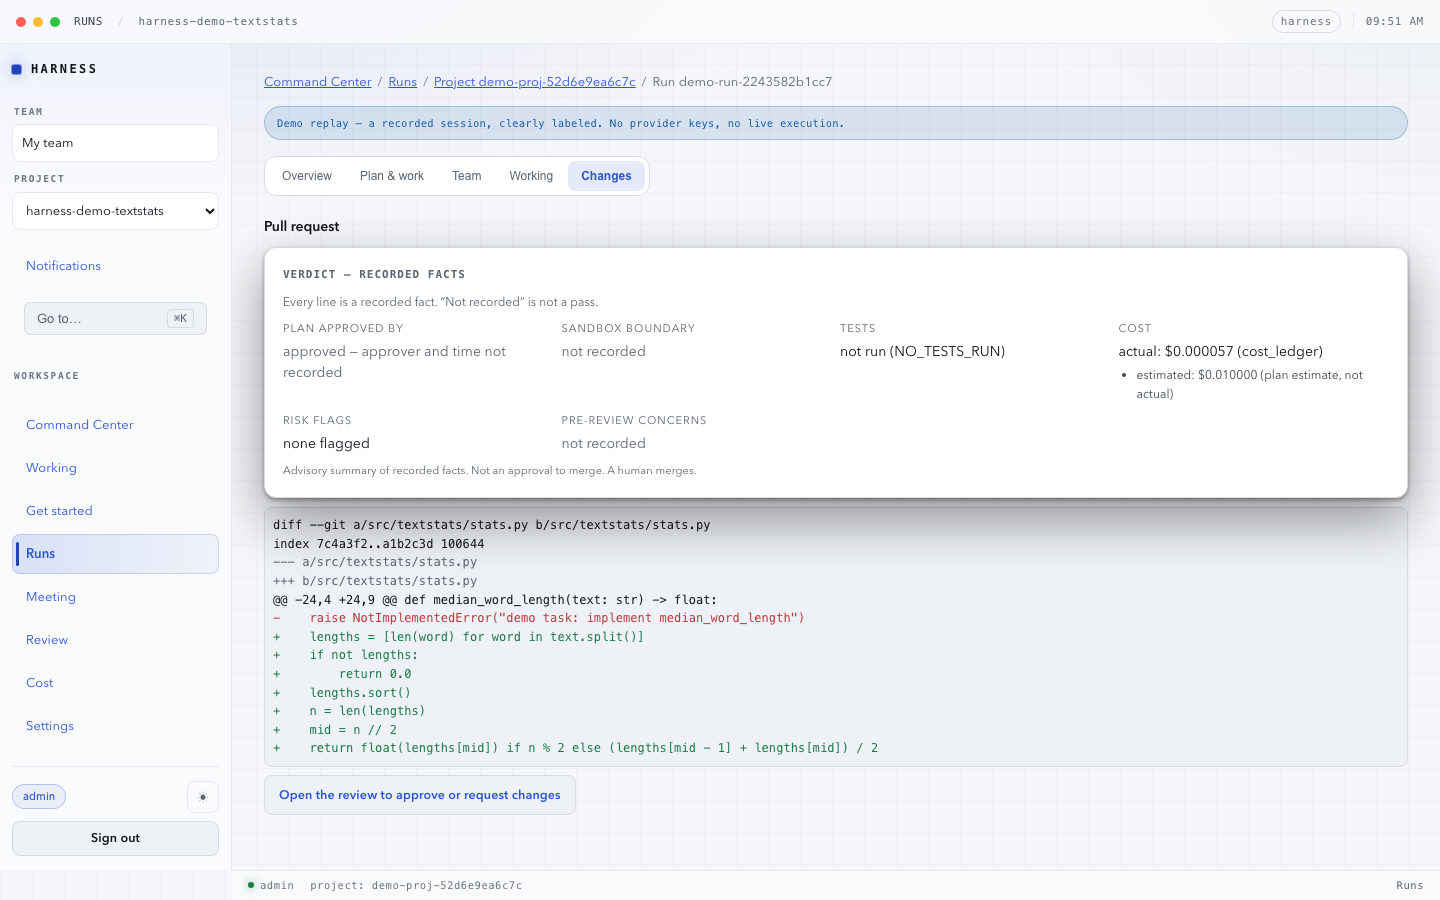 RUNS / harness-demo-textstats
harness 09:51 AM
HARNESS
TEAM
My team
PROJECT
harness-demo-textstats
Notifications
Go to… ⌘K
WORKSPACE
Command Center
Working
Get started
Runs
Meeting
Review
Cost
Settings
admin
Sign out
Command Center / Runs / Project demo-proj-52d6e9ea6c7c / Run demo-run-2243582b1cc7
Demo replay — a recorded session, clearly labeled. No provider keys, no live execution.
Overview Plan & work Team Working Changes
Pull request
VERDICT — RECORDED FACTS
Every line is a recorded fact. “Not recorded” is not a pass.
PLAN APPROVED BY
approved — approver and time not
recorded
SANDBOX BOUNDARY
not recorded
TESTS
not run (NO_TESTS_RUN)
COST
actual: $0.000057 (cost_ledger)
• estimated: $0.010000 (plan estimate, not
actual)
RISK FLAGS
none flagged
PRE-REVIEW CONCERNS
not recorded
Advisory summary of recorded facts. Not an approval to merge. A human merges.
diff --git a/src/textstats/stats.py b/src/textstats/stats.py
index 7c4a3f2..a1b2c3d 100644
--- a/src/textstats/stats.py
+++ b/src/textstats/stats.py
@@ -24,4 +24,9 @@ def median_word_length(text: str) -> float:
-    raise NotImplementedError("demo task: implement median_word_length")
+    lengths = [len(word) for word in text.split()]
+    if not lengths:
+        return 0.0
+    lengths.sort()
+    n = len(lengths)
+    mid = n // 2
+    return float(lengths[mid]) if n % 2 else (lengths[mid - 1] + lengths[mid]) / 2
Open the review to approve or request changes
admin project: demo-proj-52d6e9ea6c7c
Runs